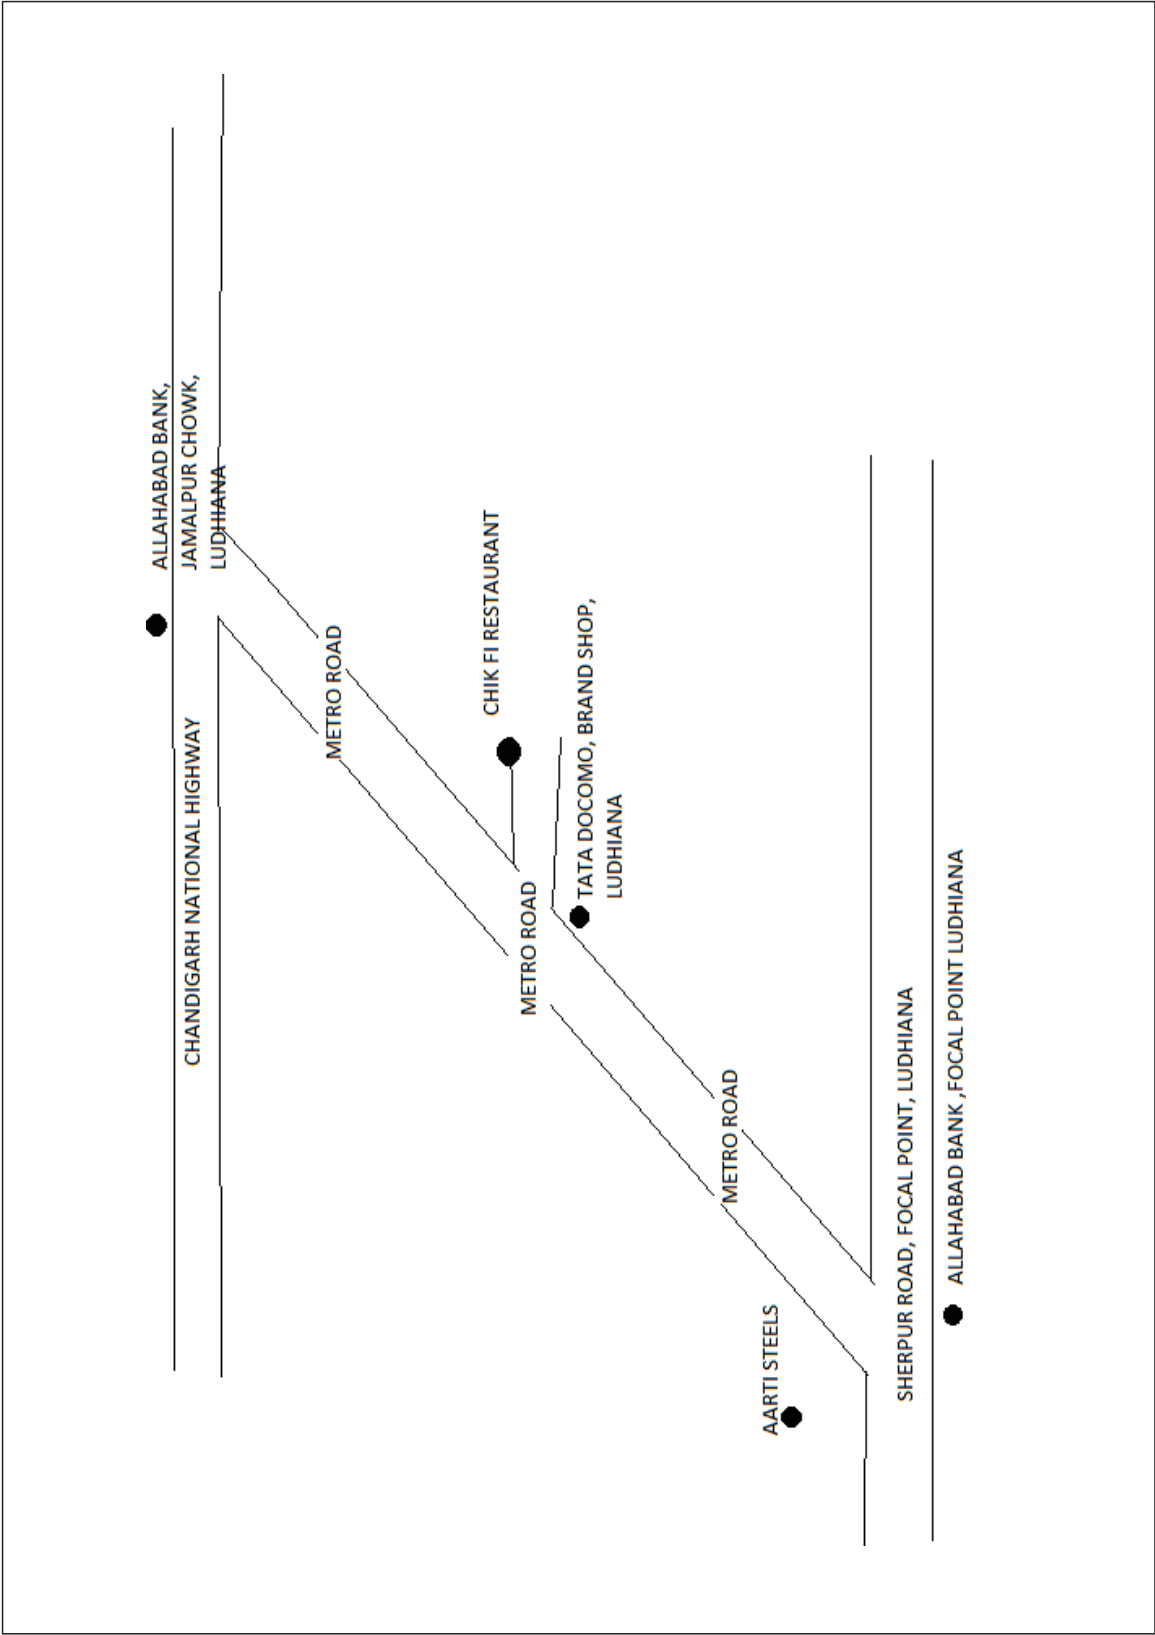 ALLAHABAD BANK,
JAMALPUR CHOWK,
LUDHIANA
CHANDIGARH NATIONAL HIGHWAY
METRO ROAD
CHIK FI RESTAURANT
METRO ROAD
TATA DOCOMO, BRAND SHOP,
LUDHIANA
METRO ROAD
AARTI STEELS
SHERPUR ROAD, FOCAL POINT, LUDHIANA
ALLAHABAD BANK ,FOCAL POINT LUDHIANA